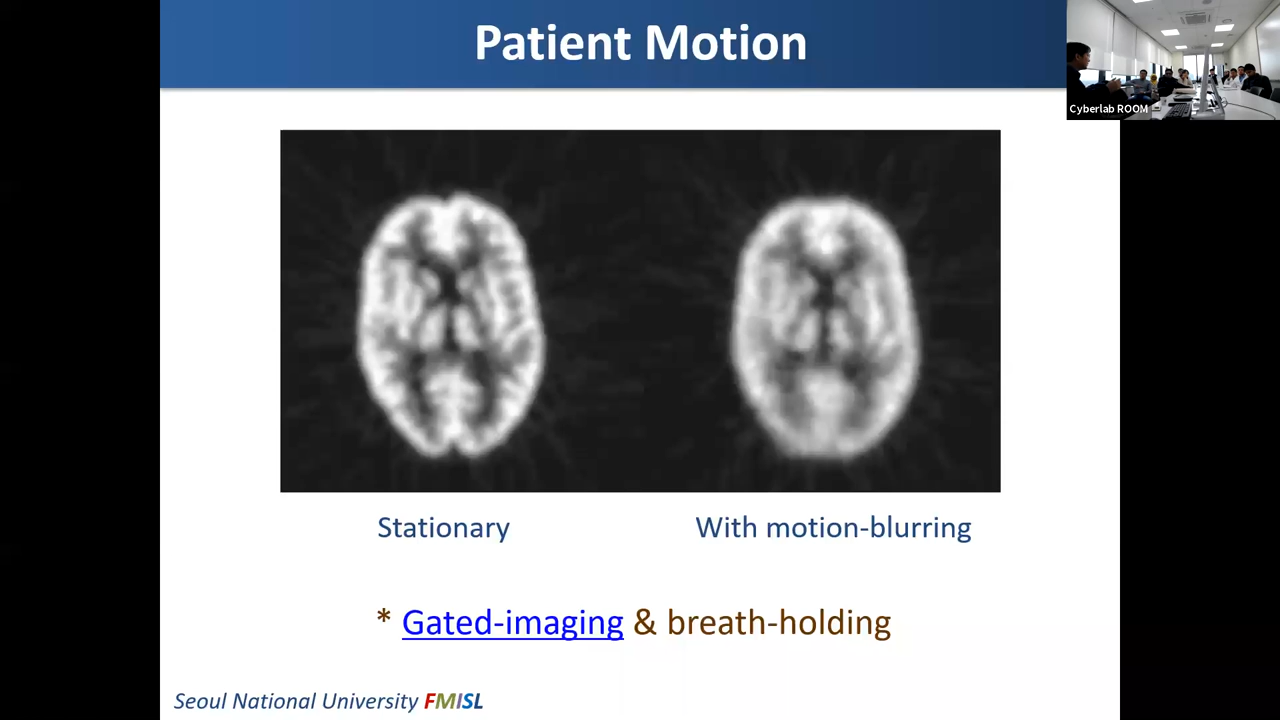 Patient Motion
Cyberlab ROOM
Stationary
With motion-blurring
* Gated-imaging & breath-holding
Seoul National University FMISL